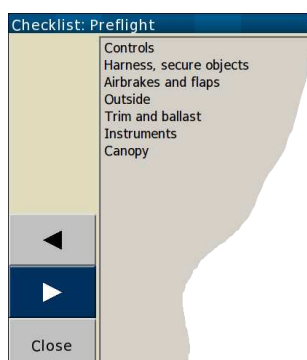 Checklist: Preflight
Controls
Harness, secure objects
Airbrakes and flaps
Outside
Trim and ballast
Instruments
Canopy
Close